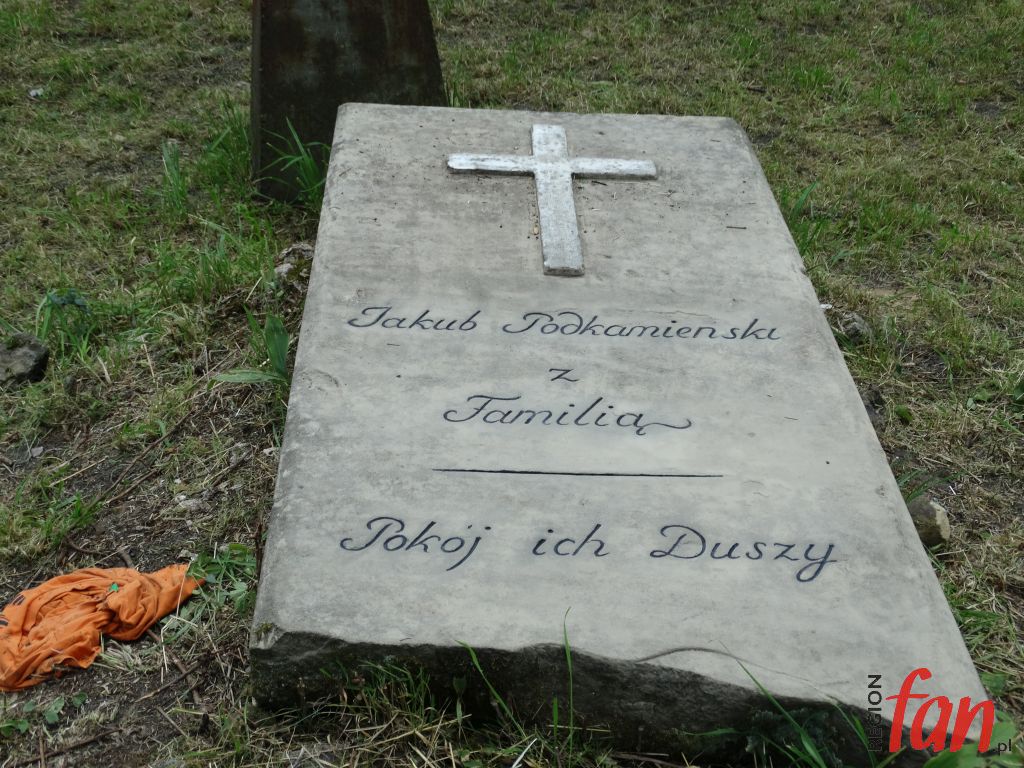 Jakub Podkamienski
z
Familią
Pokój ich Duszy
REGION
fan.pl